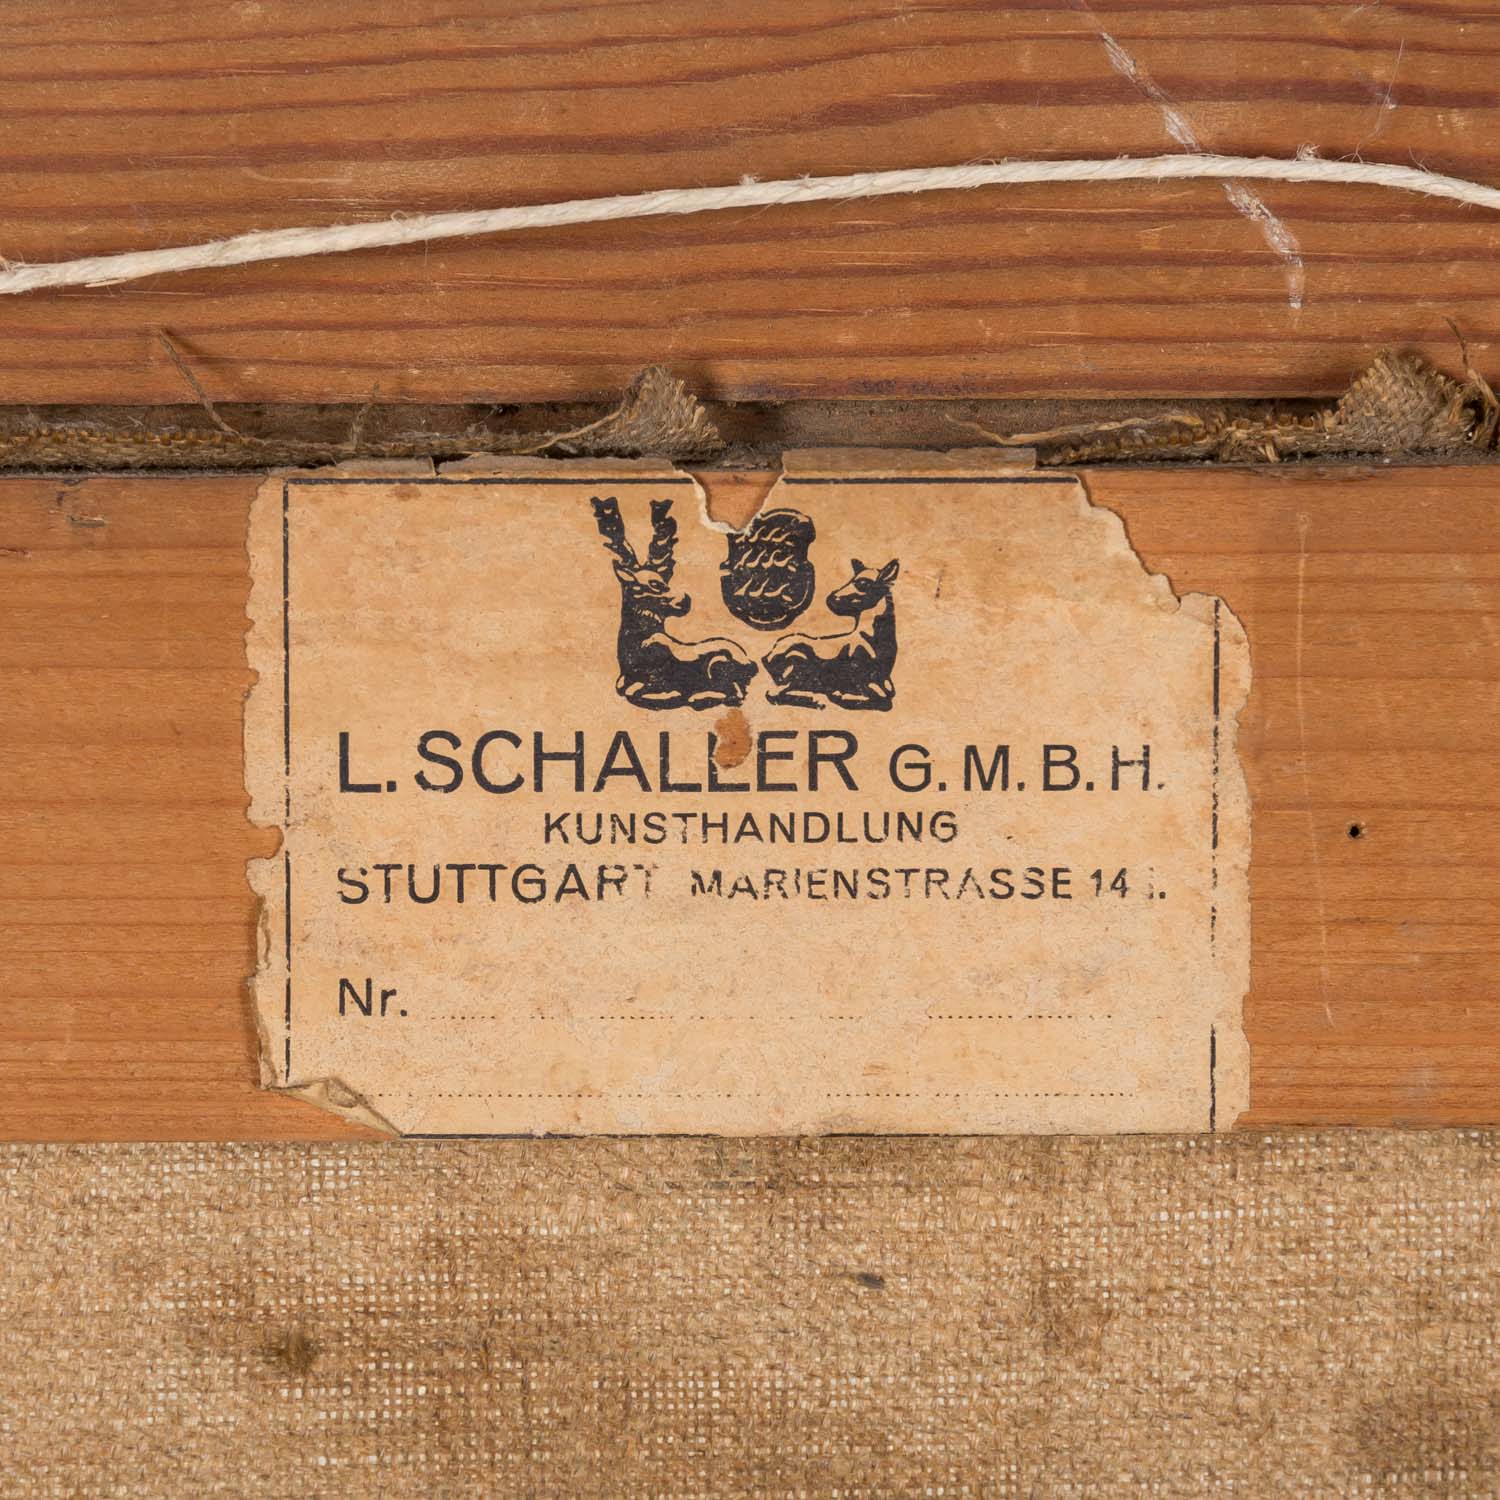 L. SCHALLER G. M. B. H.
KUNSTHANDLUNG
STUTTGART MARIENSTRASSE 14
Nr.